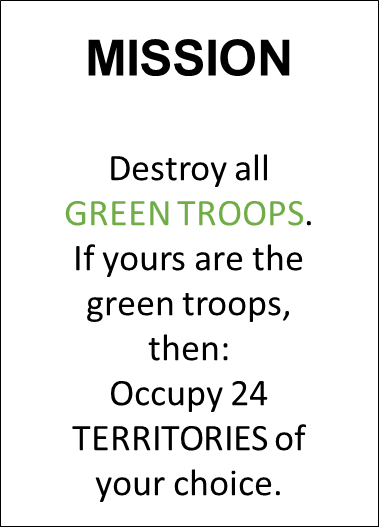 MISSION
Destroy all
GREEN TROOPS.
If yours are the
green troops,
then:
Occupy 24
TERRITORIES of
your choice.